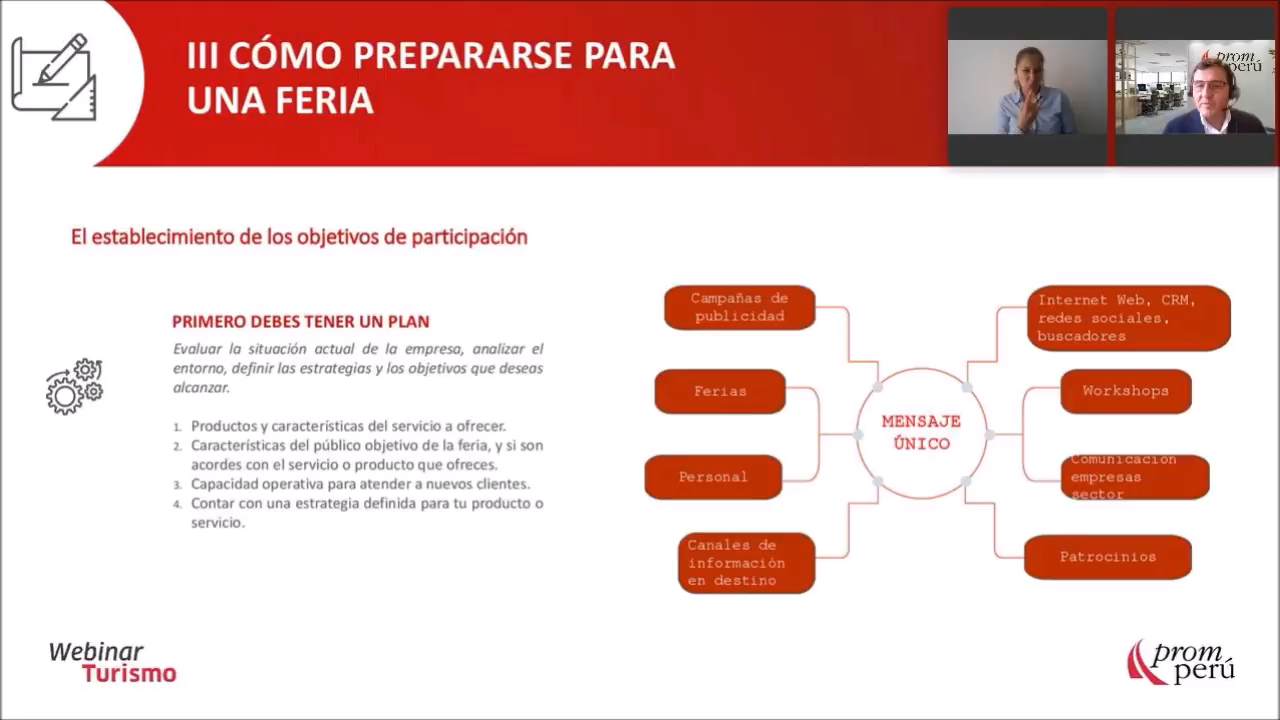 III CÓMO PREPARARSE PARA
UNA FERIA
prom
perú
El establecimiento de los objetivos de participación
PRIMERO DEBES TENER UN PLAN
Evaluar la situación actual de la empresa, analizar el
entorno, definir las estrategias y los objetivos que deseas
alcanzar.
1. Productos y características del servicio a ofrecer.
2. Características del público objetivo de la feria, y si son
acordes con el servicio o producto que ofreces.
3. Capacidad operativa para atender a nuevos clientes.
4. Contar con una estrategia definida para tu producto o
servicio.
Campañas de
publicidad
Ferias
Personal
Canales de
información
en destino
MENSAJE
ÚNICO
Internet Web, CRM,
redes sociales,
buscadores
Workshops
Comunicación
empresas
sector
Patrocinios
Webinar
Turismo
prom
perú